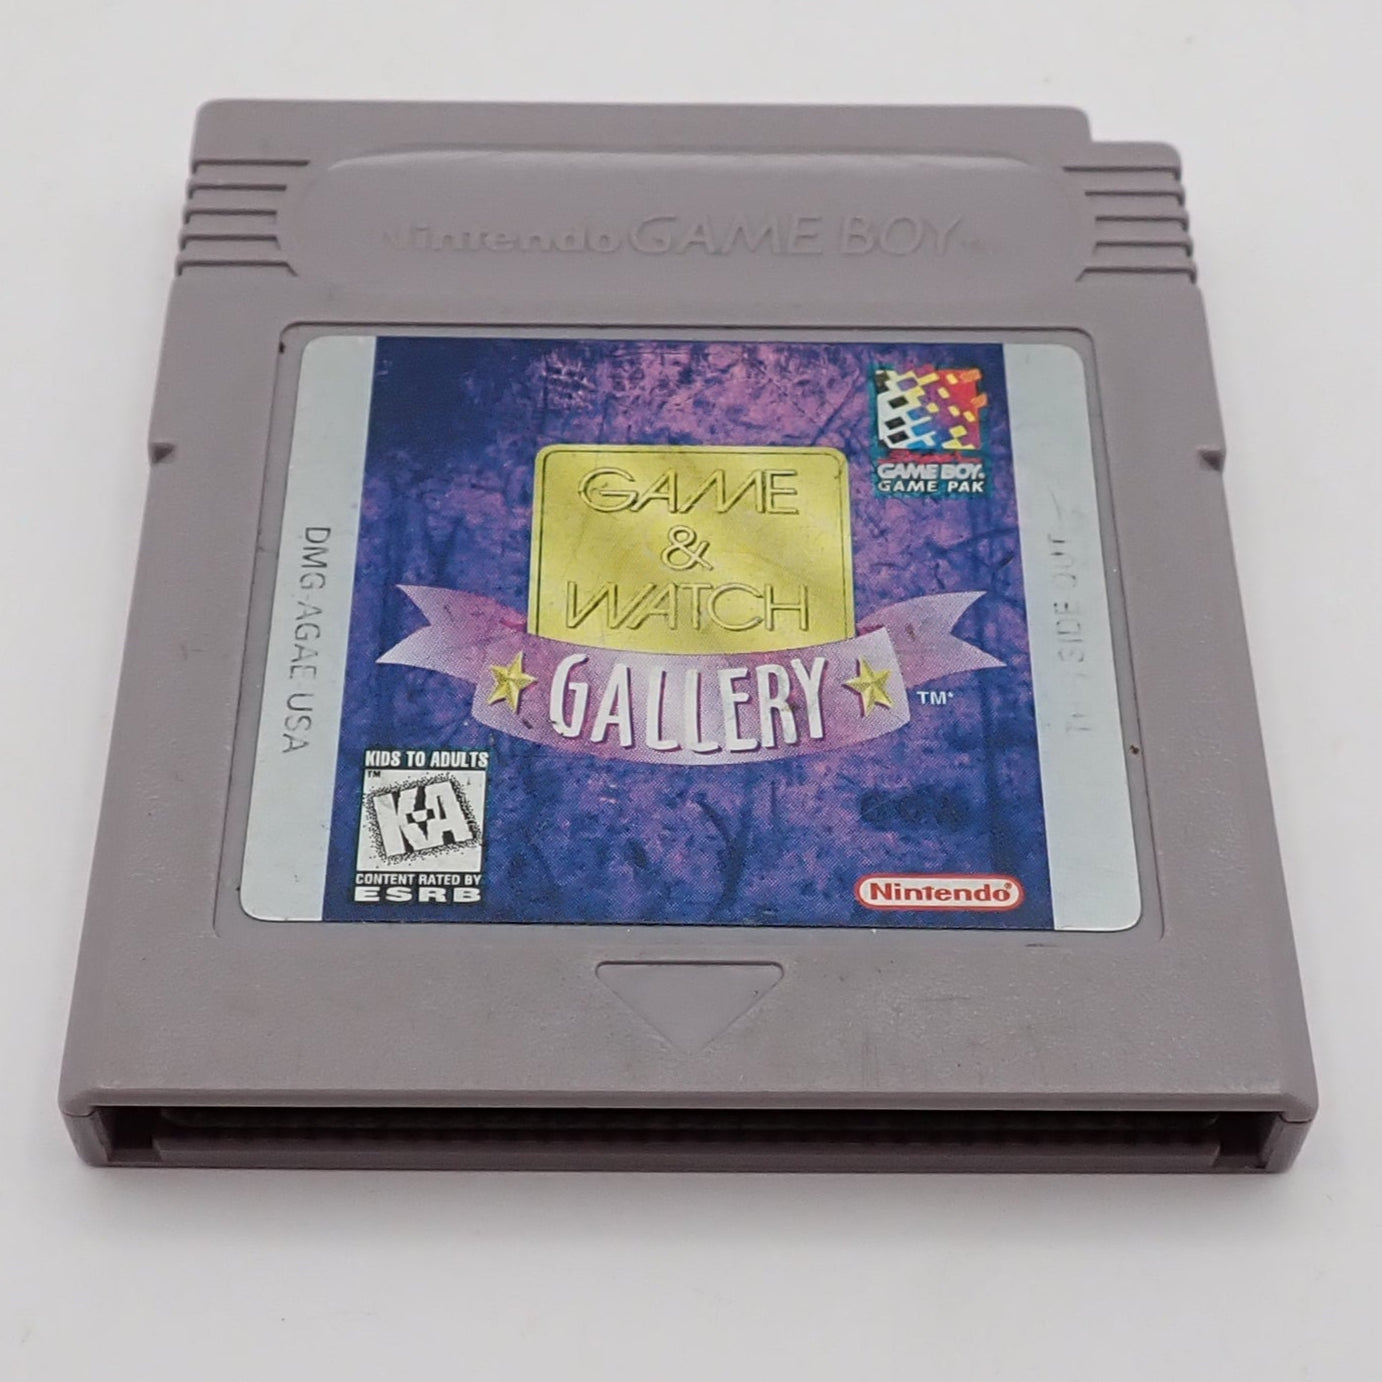 Nintendo GAME BOY
GAME
&
WATCH
GALLERY
TM*
GAME BOY®
GAME PAK
DMG-AGAE USA
SIDE OUT
KIDS TO ADULTS
TM
K-A
CONTENT RATED BY
ESRB
Nintendo®